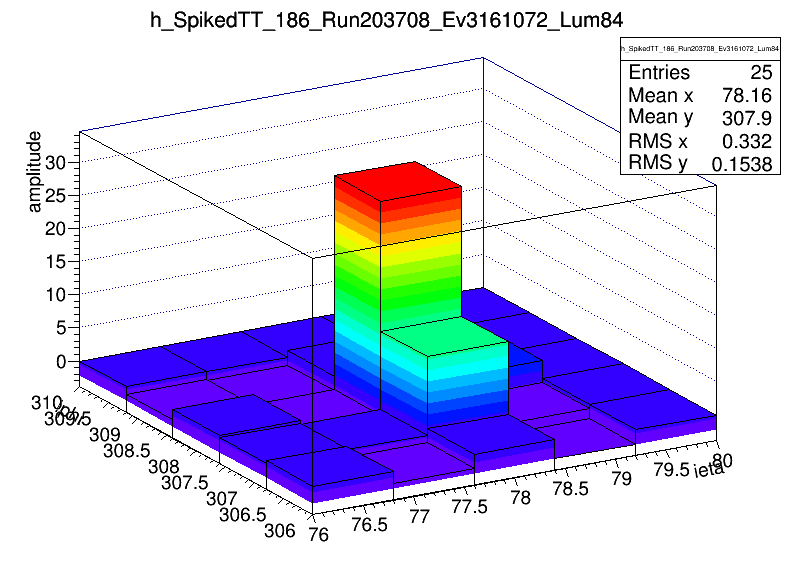 h_SpikedTT_186_Run203708_Ev3161072_Lum84
h_SpikedTT_186_Run203708_Ev3161072_Lum84
Entries 25
Mean x 78.16
Mean y 307.9
RMS x 0.332
RMS y 0.1538
amplitude
30
25
20
15
10
5
0
310
309.5
309
308.5
308
307.5
307
306.5
306
76
76.5
77
77.5
78
78.5
79
79.5
80
ieta